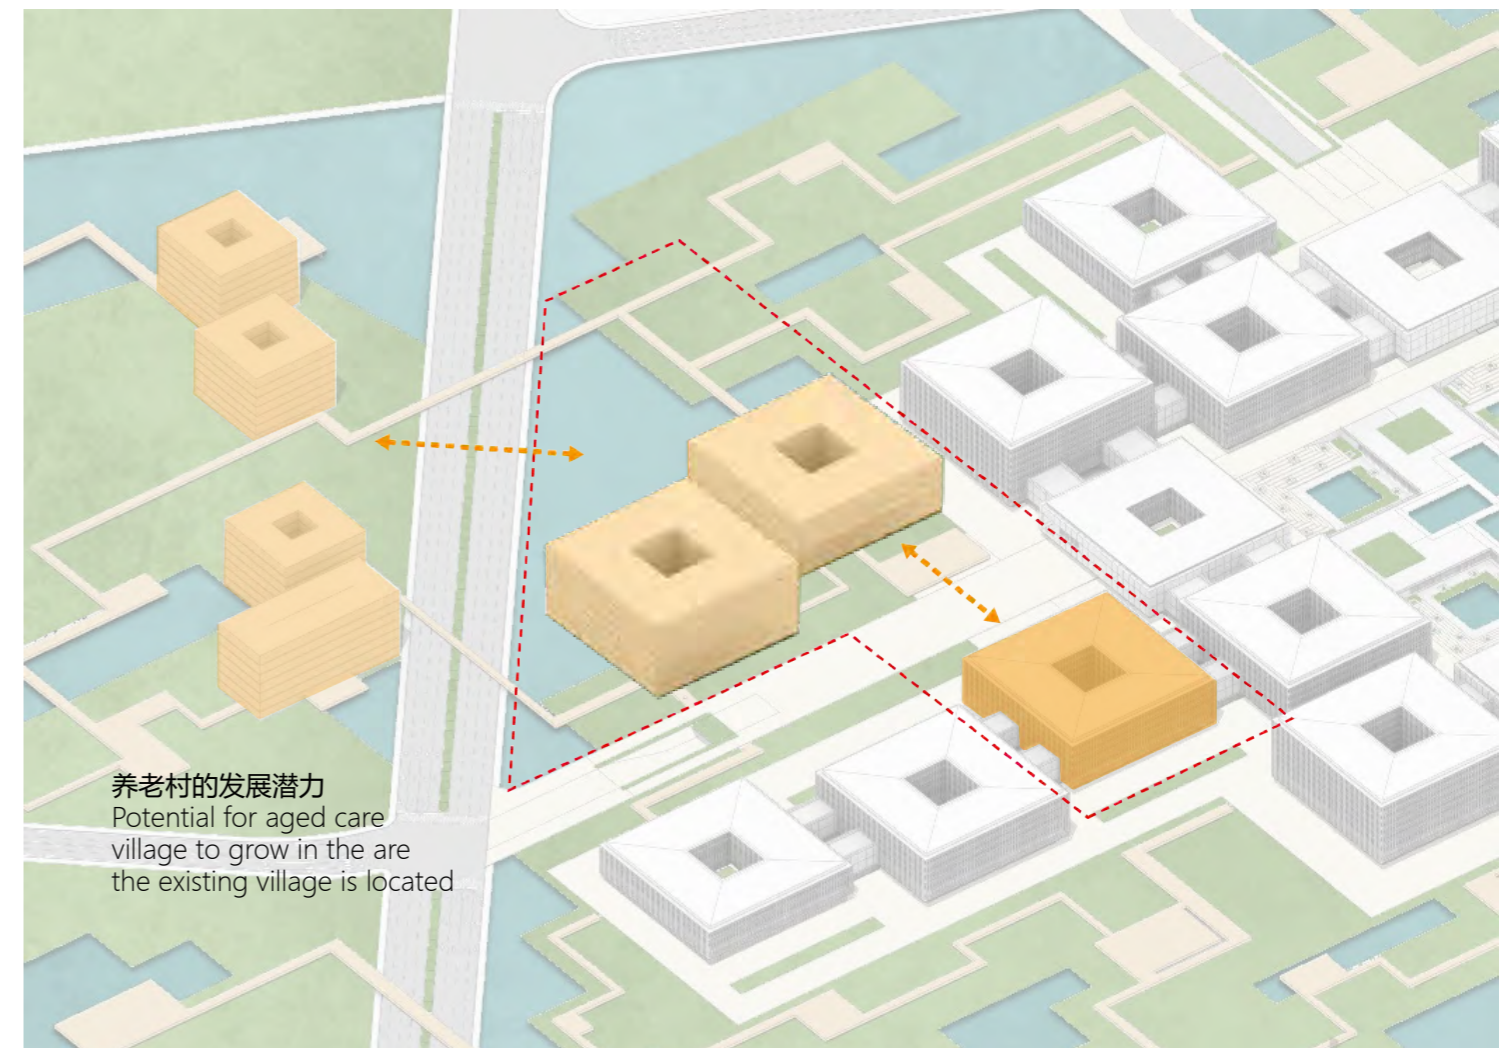 养老村的发展潜力
Potential for aged care
village to grow in the are
the existing village is located